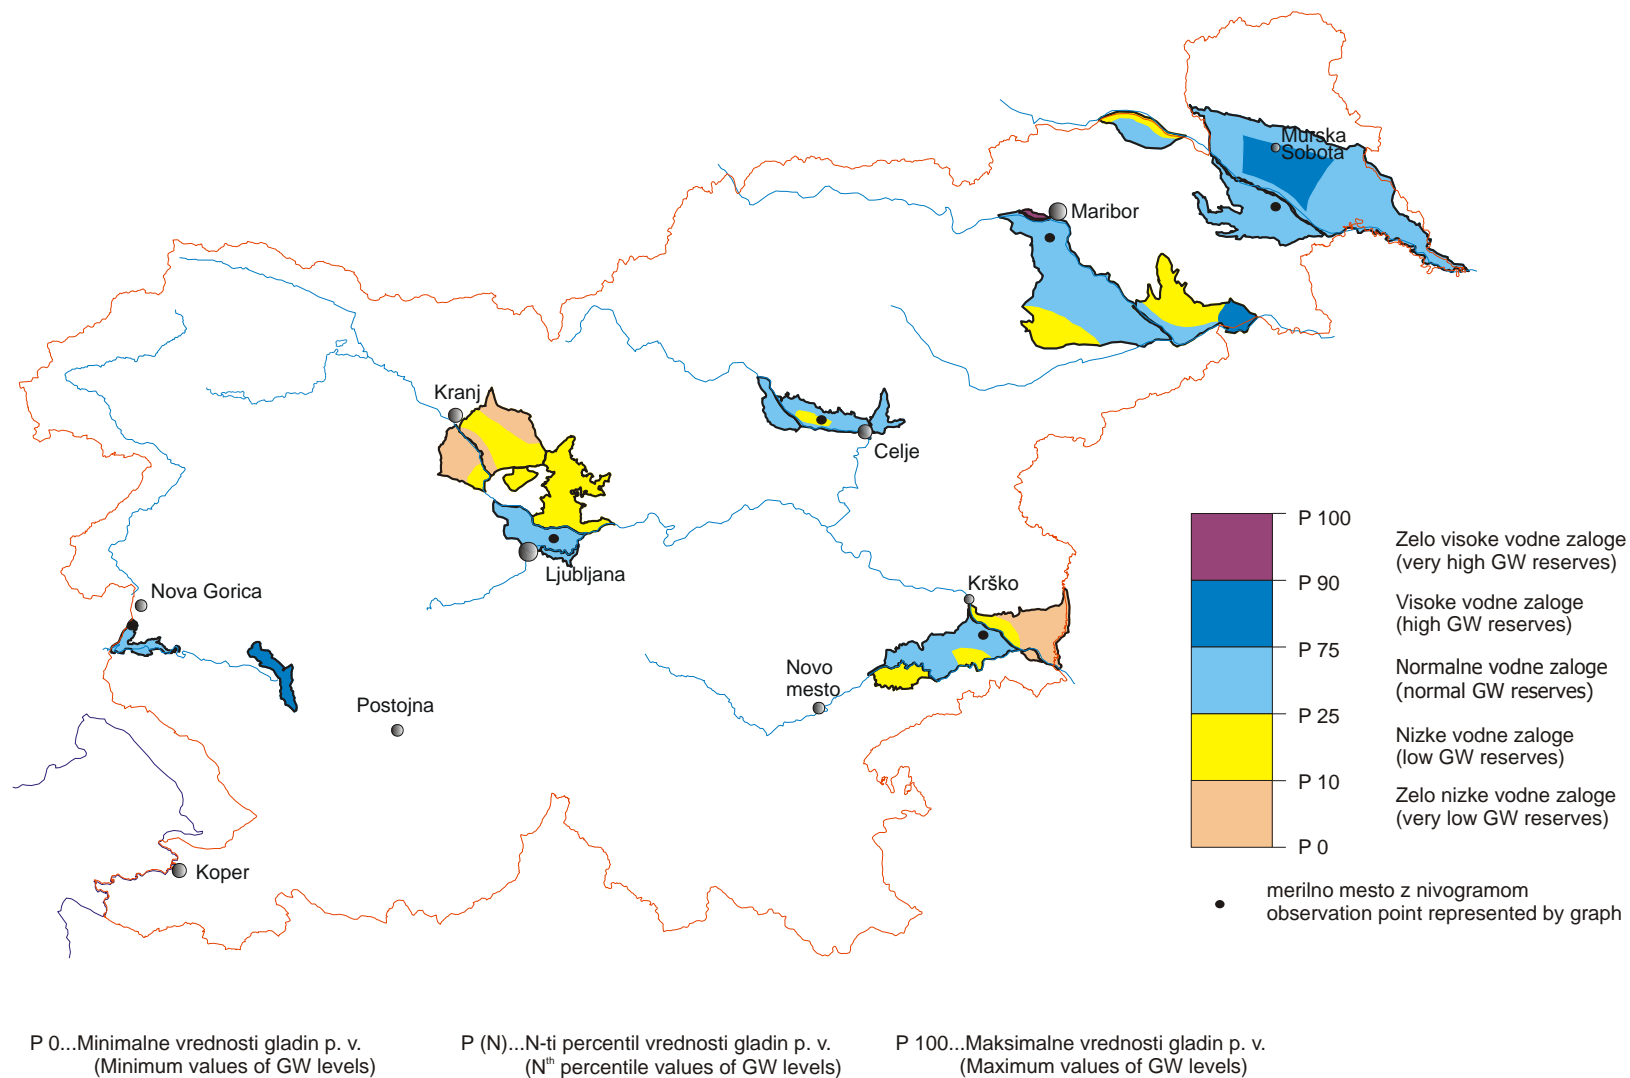 Murska
Sobota
Maribor
Kranj
Celje
Ljubljana
Nova Gorica
Krško
Novo
mesto
Postojna
Koper
P 100
Zelo visoke vodne zaloge
(very high GW reserves)
P 90
Visoke vodne zaloge
(high GW reserves)
P 75
Normalne vodne zaloge
(normal GW reserves)
P 25
Nizke vodne zaloge
(low GW reserves)
P 10
Zelo nizke vodne zaloge
(very low GW reserves)
P 0
merilno mesto z nivogramom
observation point represented by graph
P 0...Minimalne vrednosti gladin p. v.
(Minimum values of GW levels)
P (N)...N-ti percentil vrednosti gladin p. v.
(Nth percentile values of GW levels)
P 100...Maksimalne vrednosti gladin p. v.
(Maximum values of GW levels)